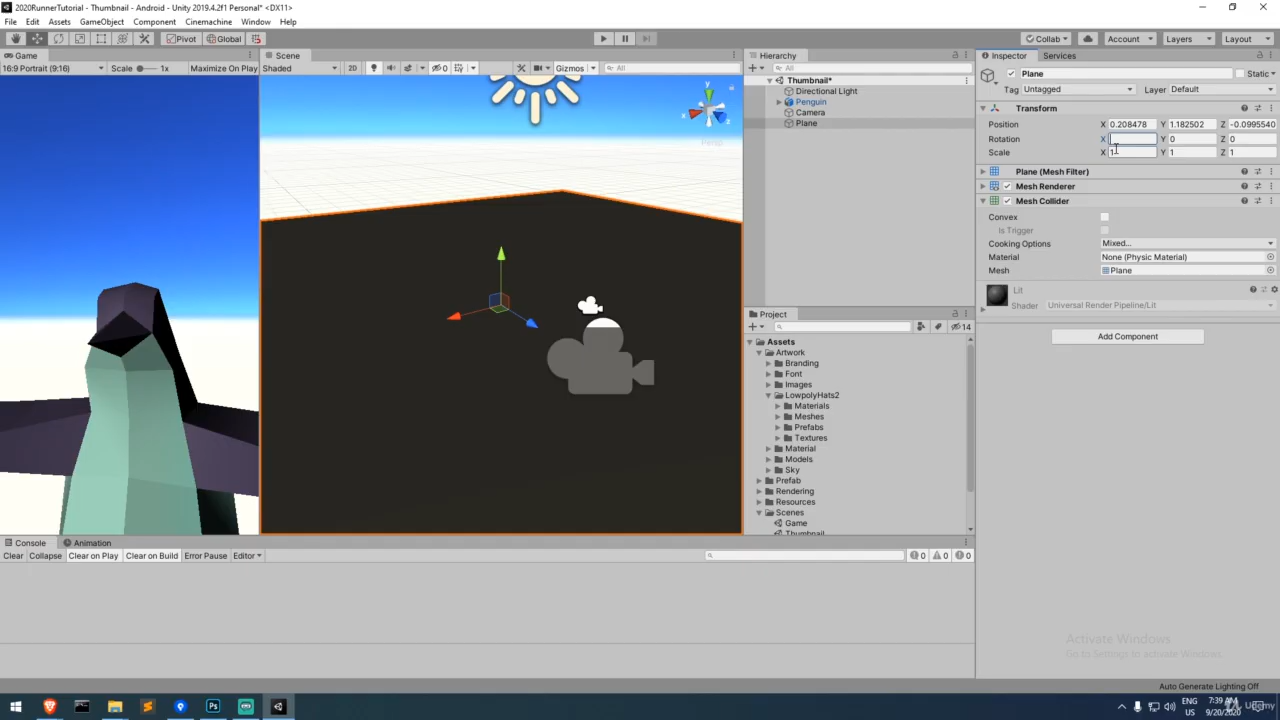 2020RunnerTutorial - Thumbnail - Android - Unity 2019.4.2f1 Personal* <DX11>
File Edit Assets GameObject Component Cinemachine Window Help
Pivot Global Collab Account Layers Layout
Game Scene Hierarchy Inspector Services
16:9 Portrait (9:16) Scale 1x Maximize On Play Shaded 2D 0 Gizmos All All
Plane Static
Tag Untagged Layer Default
Thumbnail*
Directional Light
Penguin
Camera
Plane
y
x
z
Persp
Transform
Position X 0.208478 Y 1.182502 Z -0.0995540
Rotation X Y 0 Z 0
Scale X 1 Y 1 Z 1
Plane (Mesh Filter)
Mesh Renderer
Mesh Collider
Convex
Is Trigger
Cooking Options Mixed...
Material None (Physic Material)
Mesh Plane
Lit
Shader Universal Render Pipeline/Lit
Add Component
Project
14
Assets
Artwork
Branding
Font
Images
LowpolyHats2
Materials
Meshes
Prefabs
Textures
Material
Models
Sky
Prefab
Rendering
Resources
Scenes
Game
Thumbnail
Console Animation
Clear Collapse Clear on Play Clear on Build Error Pause Editor 0 0 0
Activate Windows
Go to Settings to activate Windows.
Auto Generate Lighting Off
Ps
ENG
US
7:39 AM
9/20/2020
Udemy